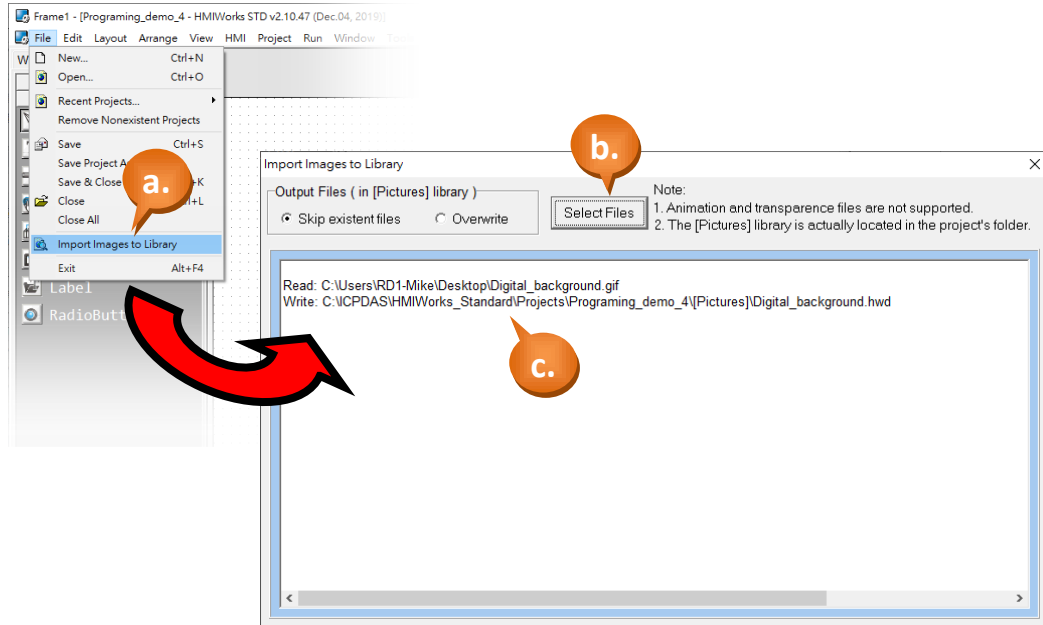 Frame1 - [Programing_demo_4 - HMIWorks STD v2.10.47 (Dec.04, 2019)]
File Edit Layout Arrange View HMI Project Run Window
New... Ctrl+N
Open... Ctrl+O
Recent Projects...
Remove Nonexistent Projects
Save Ctrl+S
Save Project A
Save & Close +K
a.
Close +L
Close All
Import Images to Library
Exit Alt+F4
Label
RadioButt
b.
Import Images to Library
Output Files ( in [Pictures] library )
Skip existent files Overwrite
Select Files
Note:
1. Animation and transparence files are not supported.
2. The [Pictures] library is actually located in the project's folder.
Read: C:\Users\RD1-Mike\Desktop\Digital_background.gif
Write: C:\ICPDAS\HMIWorks_Standard\Projects\Programing_demo_4\[Pictures]\Digital_background.hwd
c.